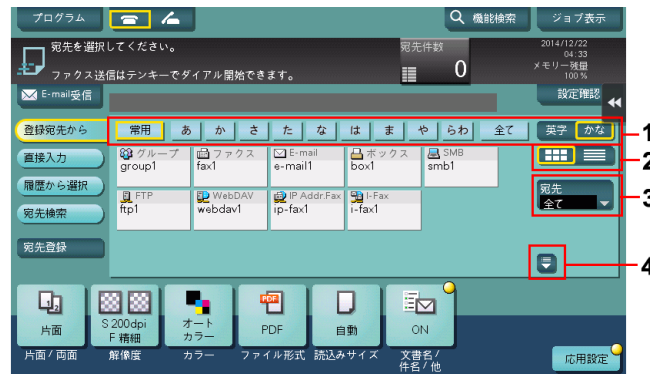 プログラム
機能検索
ジョブ表示
宛先を選択してください。
ファクス送信はテンキーでダイアル開始できます。
宛先件数
0
2014/12/22
04:33
メモリー残量
100 %
E-mail受信
設定確認
登録宛先から
常用 あ か さ た な は ま や らわ 全て 英字 かな
1
直接入力
グループ ファクス E-mail ボックス SMB
group1 fax1 e-mail1 box1 smb1
2
履歴から選択
FTP WebDAV IP Addr.Fax I-Fax
ftp1 webdav1 ip-fax1 i-fax1
宛先
全て
3
宛先検索
宛先登録
4
片面
S 200dpi
F 精細
オート
カラー
PDF
PDF
自動
ON
片面/両面
解像度
カラー
ファイル形式
読込みサイズ
文書名/
件名/他
応用設定